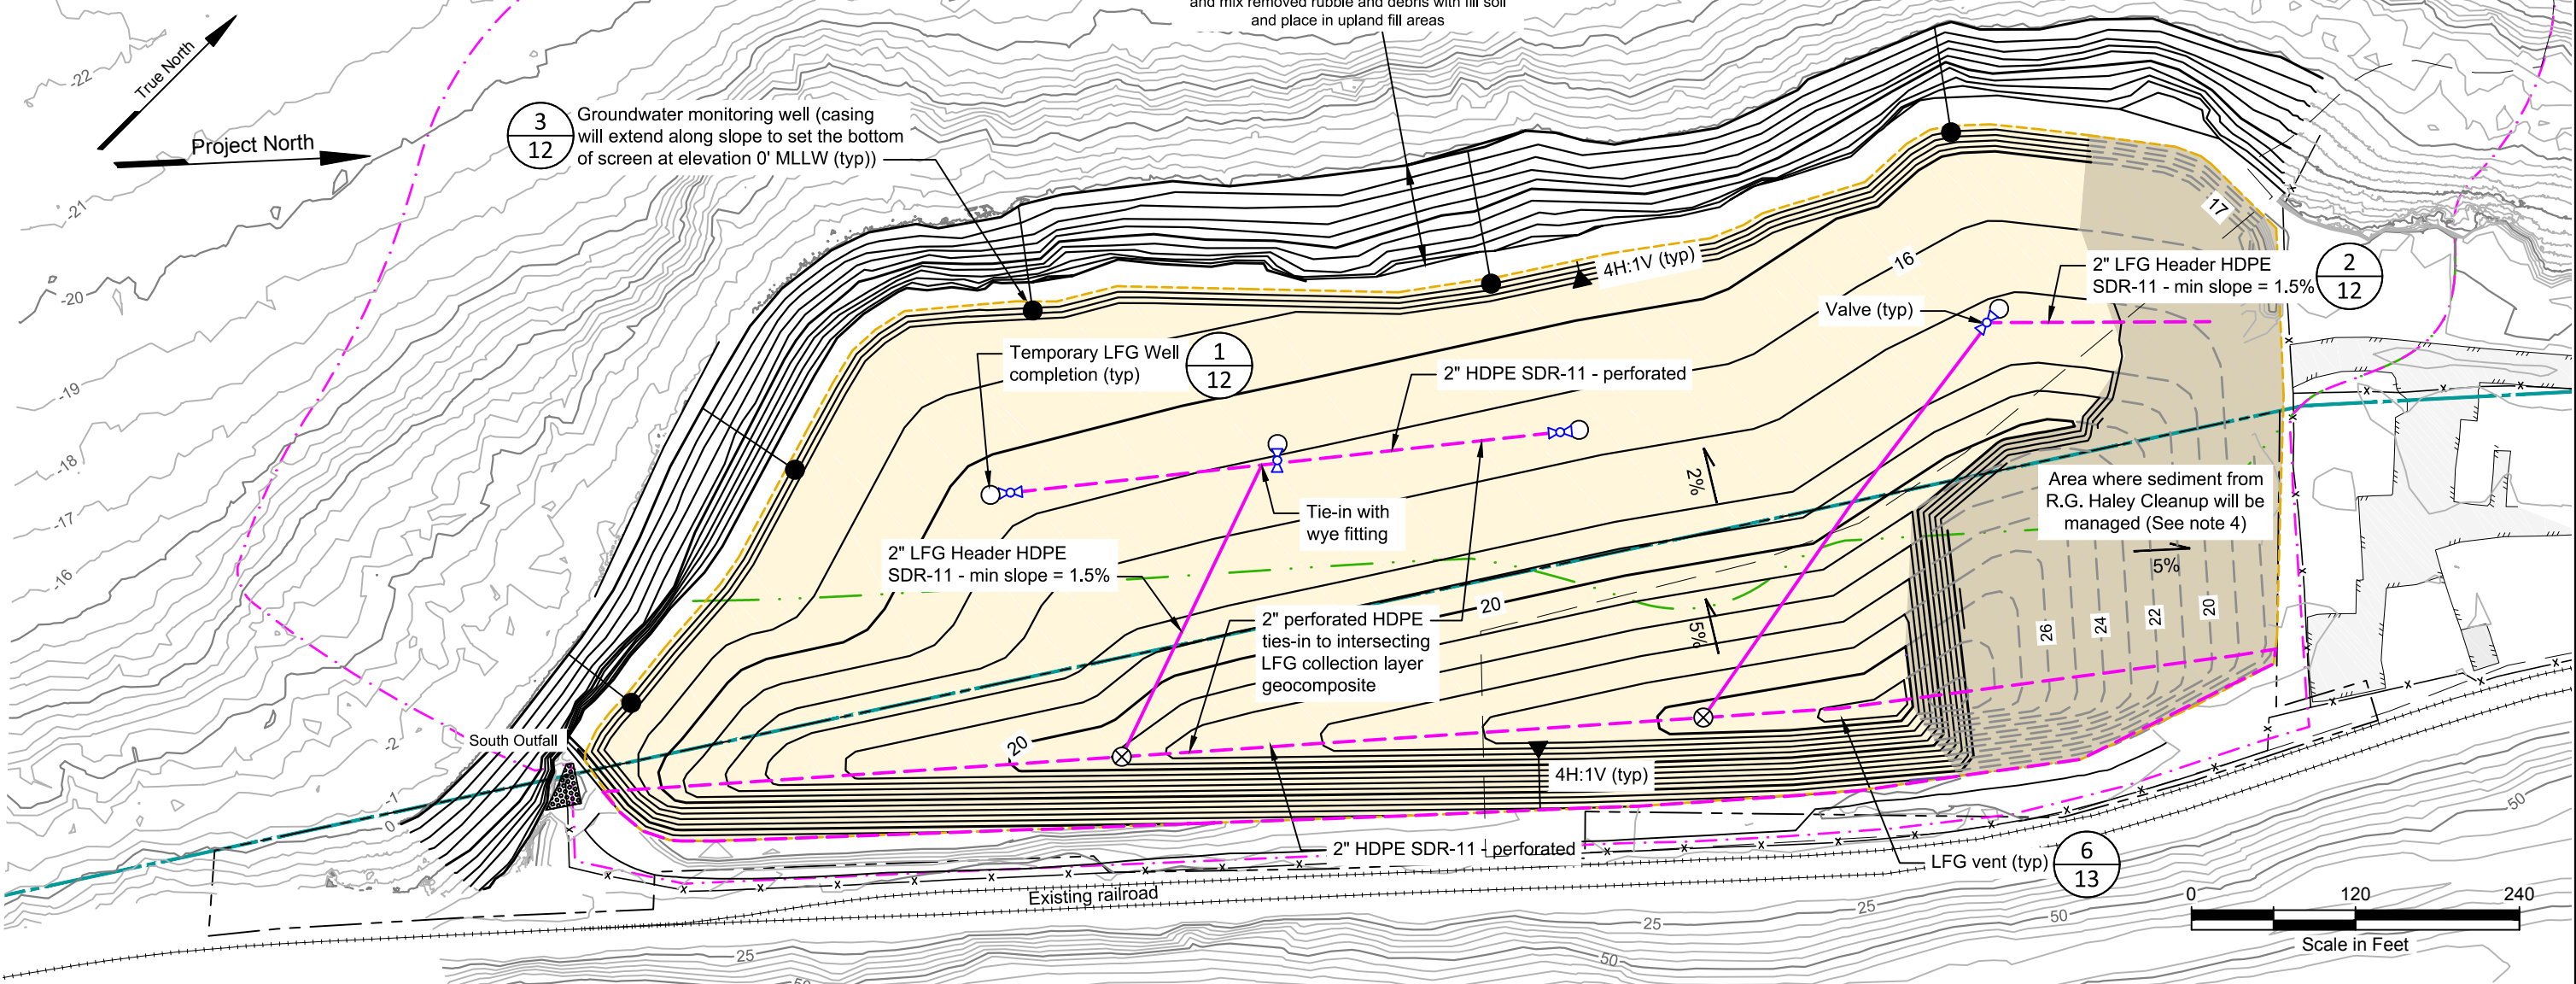 and mix removed rubble and debris with fill soil
and place in upland fill areas
True North
Project North
3
12
Groundwater monitoring well (casing
will extend along slope to set the bottom
of screen at elevation 0' MLLW (typ))
-22
-21
-20
-19
-18
-17
-16
-2
-1
0
17
16
4H:1V (typ)
2" LFG Header HDPE
SDR-11 - min slope = 1.5%
2
12
Valve (typ)
Temporary LFG Well
completion (typ)
1
12
2" HDPE SDR-11 - perforated
2%
Tie-in with
wye fitting
Area where sediment from
R.G. Haley Cleanup will be
managed (See note 4)
5%
2" LFG Header HDPE
SDR-11 - min slope = 1.5%
20
5%
2" perforated HDPE
ties-in to intersecting
LFG collection layer
geocomposite
26
24
22
20
South Outfall
20
4H:1V (typ)
2" HDPE SDR-11 - perforated
LFG vent (typ)
6
13
Existing railroad
50
25
25
50
25
50
50
0
120
240
Scale in Feet